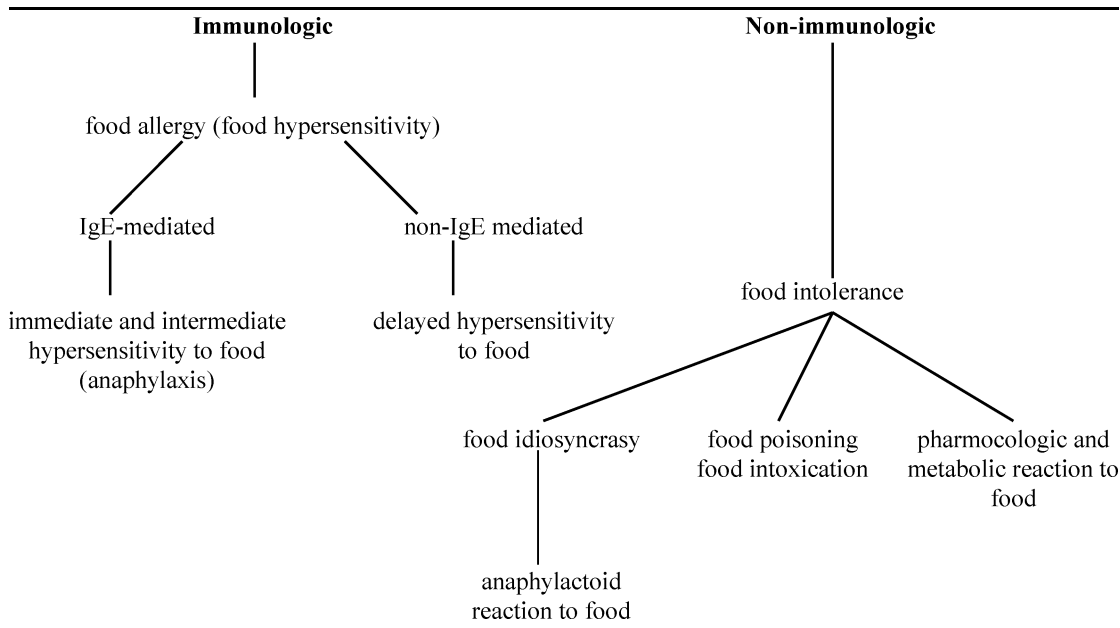 Immunologic
Non-immunologic
food allergy (food hypersensitivity)
IgE-mediated
non-IgE mediated
immediate and intermediate
hypersensitivity to food
(anaphylaxis)
delayed hypersensitivity
to food
food intolerance
food idiosyncrasy
food poisoning
food intoxication
pharmocologic and
metabolic reaction to
food
anaphylactoid
reaction to food